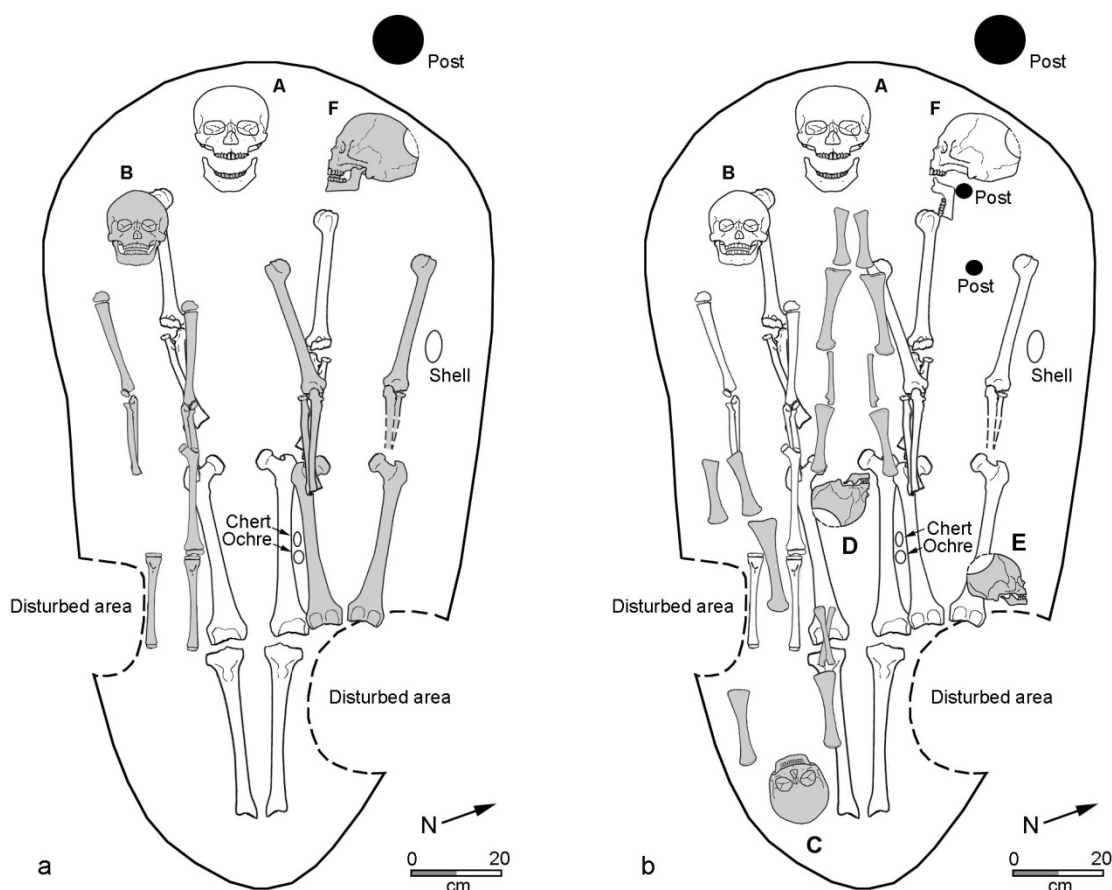 Post
A
F
B
Shell
Chert
Ochre
Disturbed area
Disturbed area
N
0 20
cm
a
Post
A
F
Post
B
Post
Shell
D
Chert
Ochre
E
Disturbed area
Disturbed area
C
N
0 20
cm
b